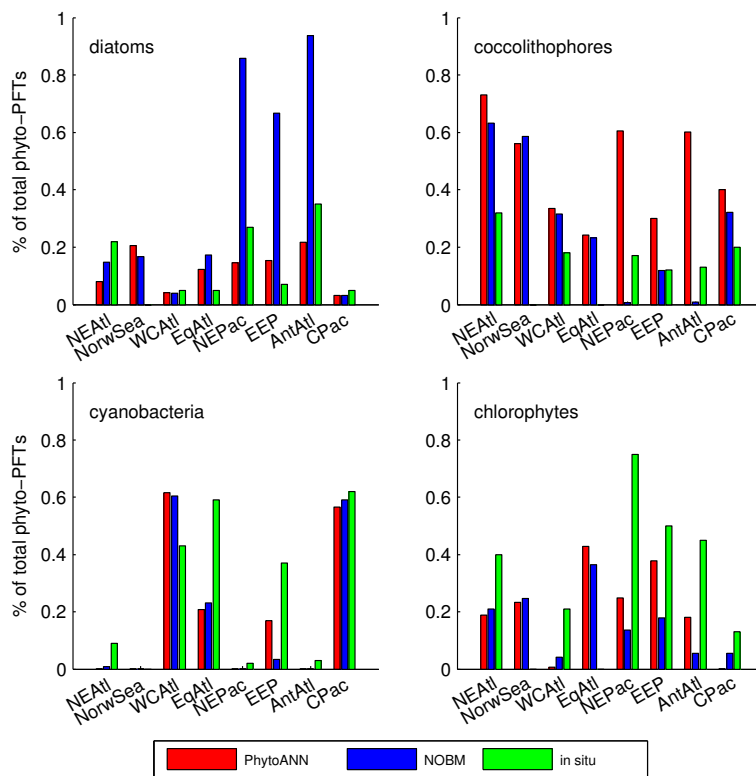 1
0.8
0.6
0.4
0.2
0
% of total phyto−PFTs
diatoms
NEAtl
NorwSea
WCAtl
EqAtl
NEPac
EEP
AntAtl
CPac
1
0.8
0.6
0.4
0.2
0
coccolithophores
NEAtl
NorwSea
WCAtl
EqAtl
NEPac
EEP
AntAtl
CPac
1
0.8
0.6
0.4
0.2
0
% of total phyto−PFTs
cyanobacteria
NEAtl
NorwSea
WCAtl
EqAtl
NEPac
EEP
AntAtl
CPac
1
0.8
0.6
0.4
0.2
0
chlorophytes
NEAtl
NorwSea
WCAtl
EqAtl
NEPac
EEP
AntAtl
CPac
PhytoANN NOBM in situ